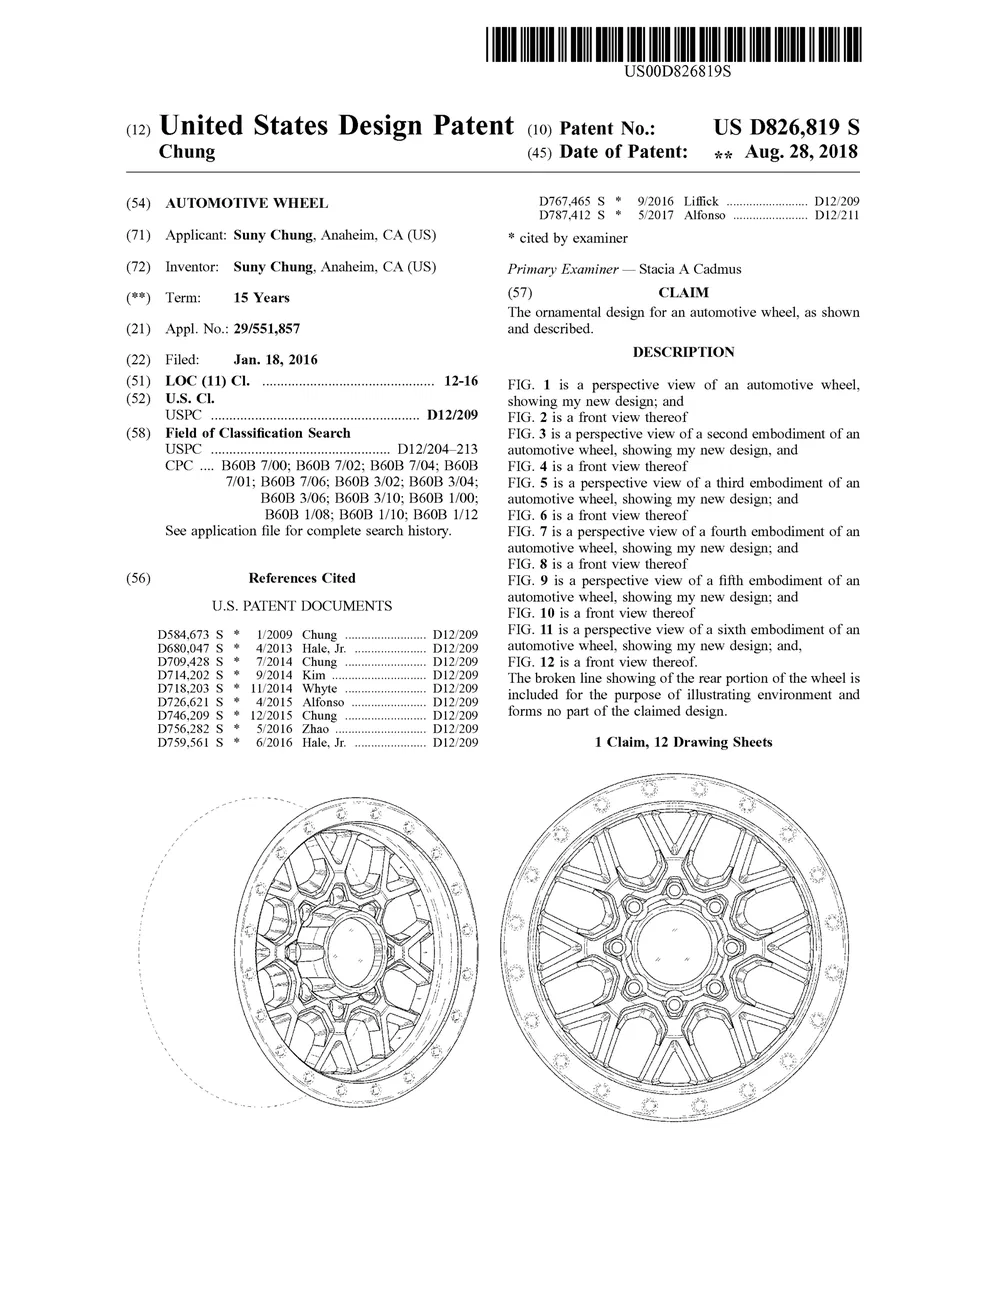 US00D826819S
(12) United States Design Patent
Chung
(10) Patent No.: US D826,819 S
(45) Date of Patent: ** Aug. 28, 2018
(54) AUTOMOTIVE WHEEL
(71) Applicant: Suny Chung, Anaheim, CA (US)
(72) Inventor: Suny Chung, Anaheim, CA (US)
(**) Term: 15 Years
(21) Appl. No.: 29/551,857
(22) Filed: Jan. 18, 2016
(51) LOC (11) Cl. ............................................... 12-16
(52) U.S. Cl.
USPC ......................................................... D12/209
(58) Field of Classification Search
USPC ................................................. D12/204–213
CPC .... B60B 7/00; B60B 7/02; B60B 7/04; B60B
7/01; B60B 7/06; B60B 3/02; B60B 3/04;
B60B 3/06; B60B 3/10; B60B 1/00;
B60B 1/08; B60B 1/10; B60B 1/12
See application file for complete search history.
(56) References Cited
U.S. PATENT DOCUMENTS
D584,673 S * 1/2009 Chung ......................... D12/209
D680,047 S * 4/2013 Hale, Jr. ...................... D12/209
D709,428 S * 7/2014 Chung ......................... D12/209
D714,202 S * 9/2014 Kim ............................. D12/209
D718,203 S * 11/2014 Whyte ......................... D12/209
D726,621 S * 4/2015 Alfonso ....................... D12/209
D746,209 S * 12/2015 Chung ......................... D12/209
D756,282 S * 5/2016 Zhao ............................ D12/209
D759,561 S * 6/2016 Hale, Jr. ...................... D12/209
D767,465 S * 9/2016 Liffick ......................... D12/209
D787,412 S * 5/2017 Alfonso ....................... D12/211
* cited by examiner
Primary Examiner — Stacia A Cadmus
(57) CLAIM
The ornamental design for an automotive wheel, as shown
and described.
DESCRIPTION
FIG. 1 is a perspective view of an automotive wheel,
showing my new design; and
FIG. 2 is a front view thereof
FIG. 3 is a perspective view of a second embodiment of an
automotive wheel, showing my new design, and
FIG. 4 is a front view thereof
FIG. 5 is a perspective view of a third embodiment of an
automotive wheel, showing my new design; and
FIG. 6 is a front view thereof
FIG. 7 is a perspective view of a fourth embodiment of an
automotive wheel, showing my new design; and
FIG. 8 is a front view thereof
FIG. 9 is a perspective view of a fifth embodiment of an
automotive wheel, showing my new design; and
FIG. 10 is a front view thereof
FIG. 11 is a perspective view of a sixth embodiment of an
automotive wheel, showing my new design; and,
FIG. 12 is a front view thereof.
The broken line showing of the rear portion of the wheel is
included for the purpose of illustrating environment and
forms no part of the claimed design.
1 Claim, 12 Drawing Sheets